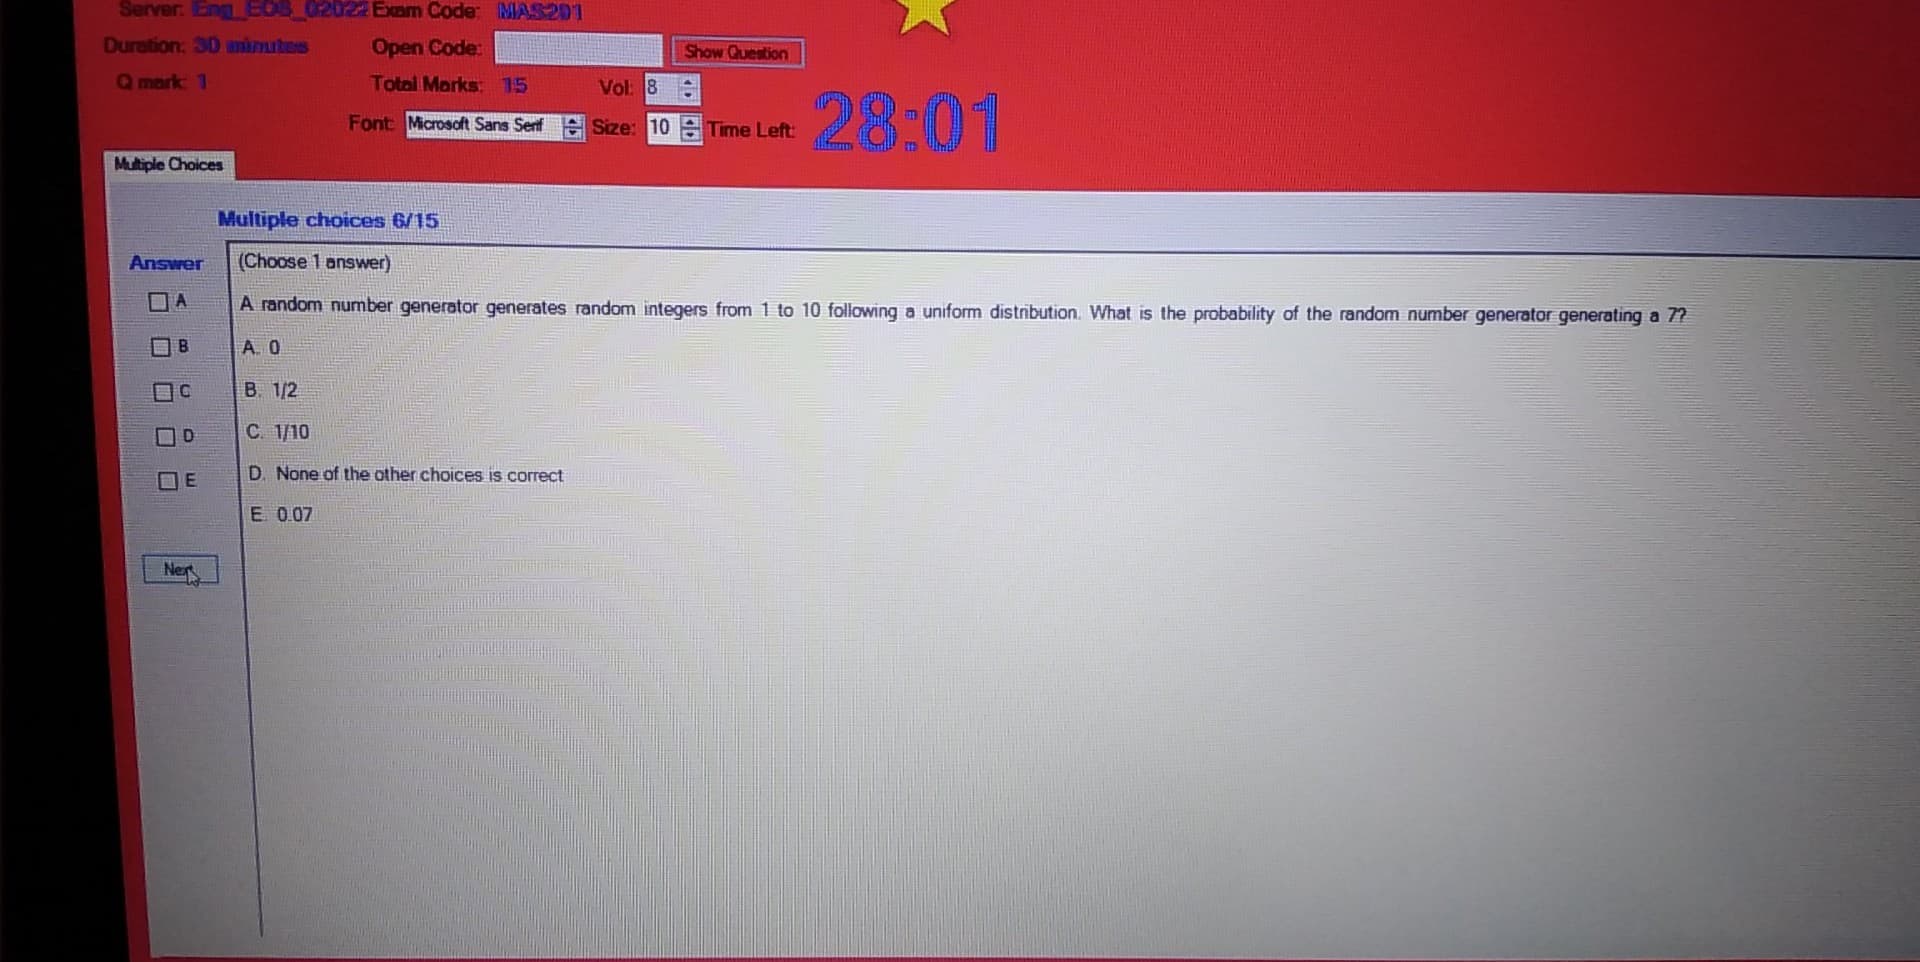 Server: Eng_EOS_02022 Exam Code: MAS291
Duration: 30 minutes Open Code: Show Question
Q mark: 1 Total Marks: 15 Vol: 8
Font: Microsoft Sans Serif Size: 10 Time Left: 28:01
Multiple Choices
Multiple choices 6/15
Answer (Choose 1 answer)
A A random number generator generates random integers from 1 to 10 following a uniform distribution. What is the probability of the random number generator generating a 7?
B A. 0
C B. 1/2
D C. 1/10
E D. None of the other choices is correct
E. 0.07
Next